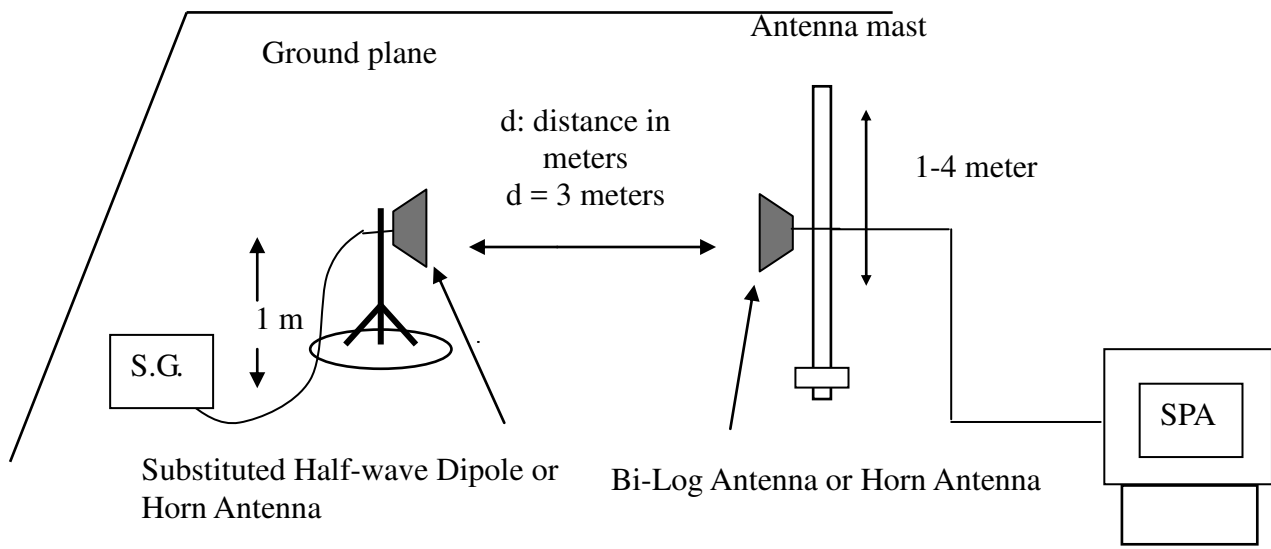 Ground plane
Antenna mast
d: distance in
meters
d = 3 meters
1-4 meter
1 m
S.G.
SPA
Substituted Half-wave Dipole or
Horn Antenna
Bi-Log Antenna or Horn Antenna